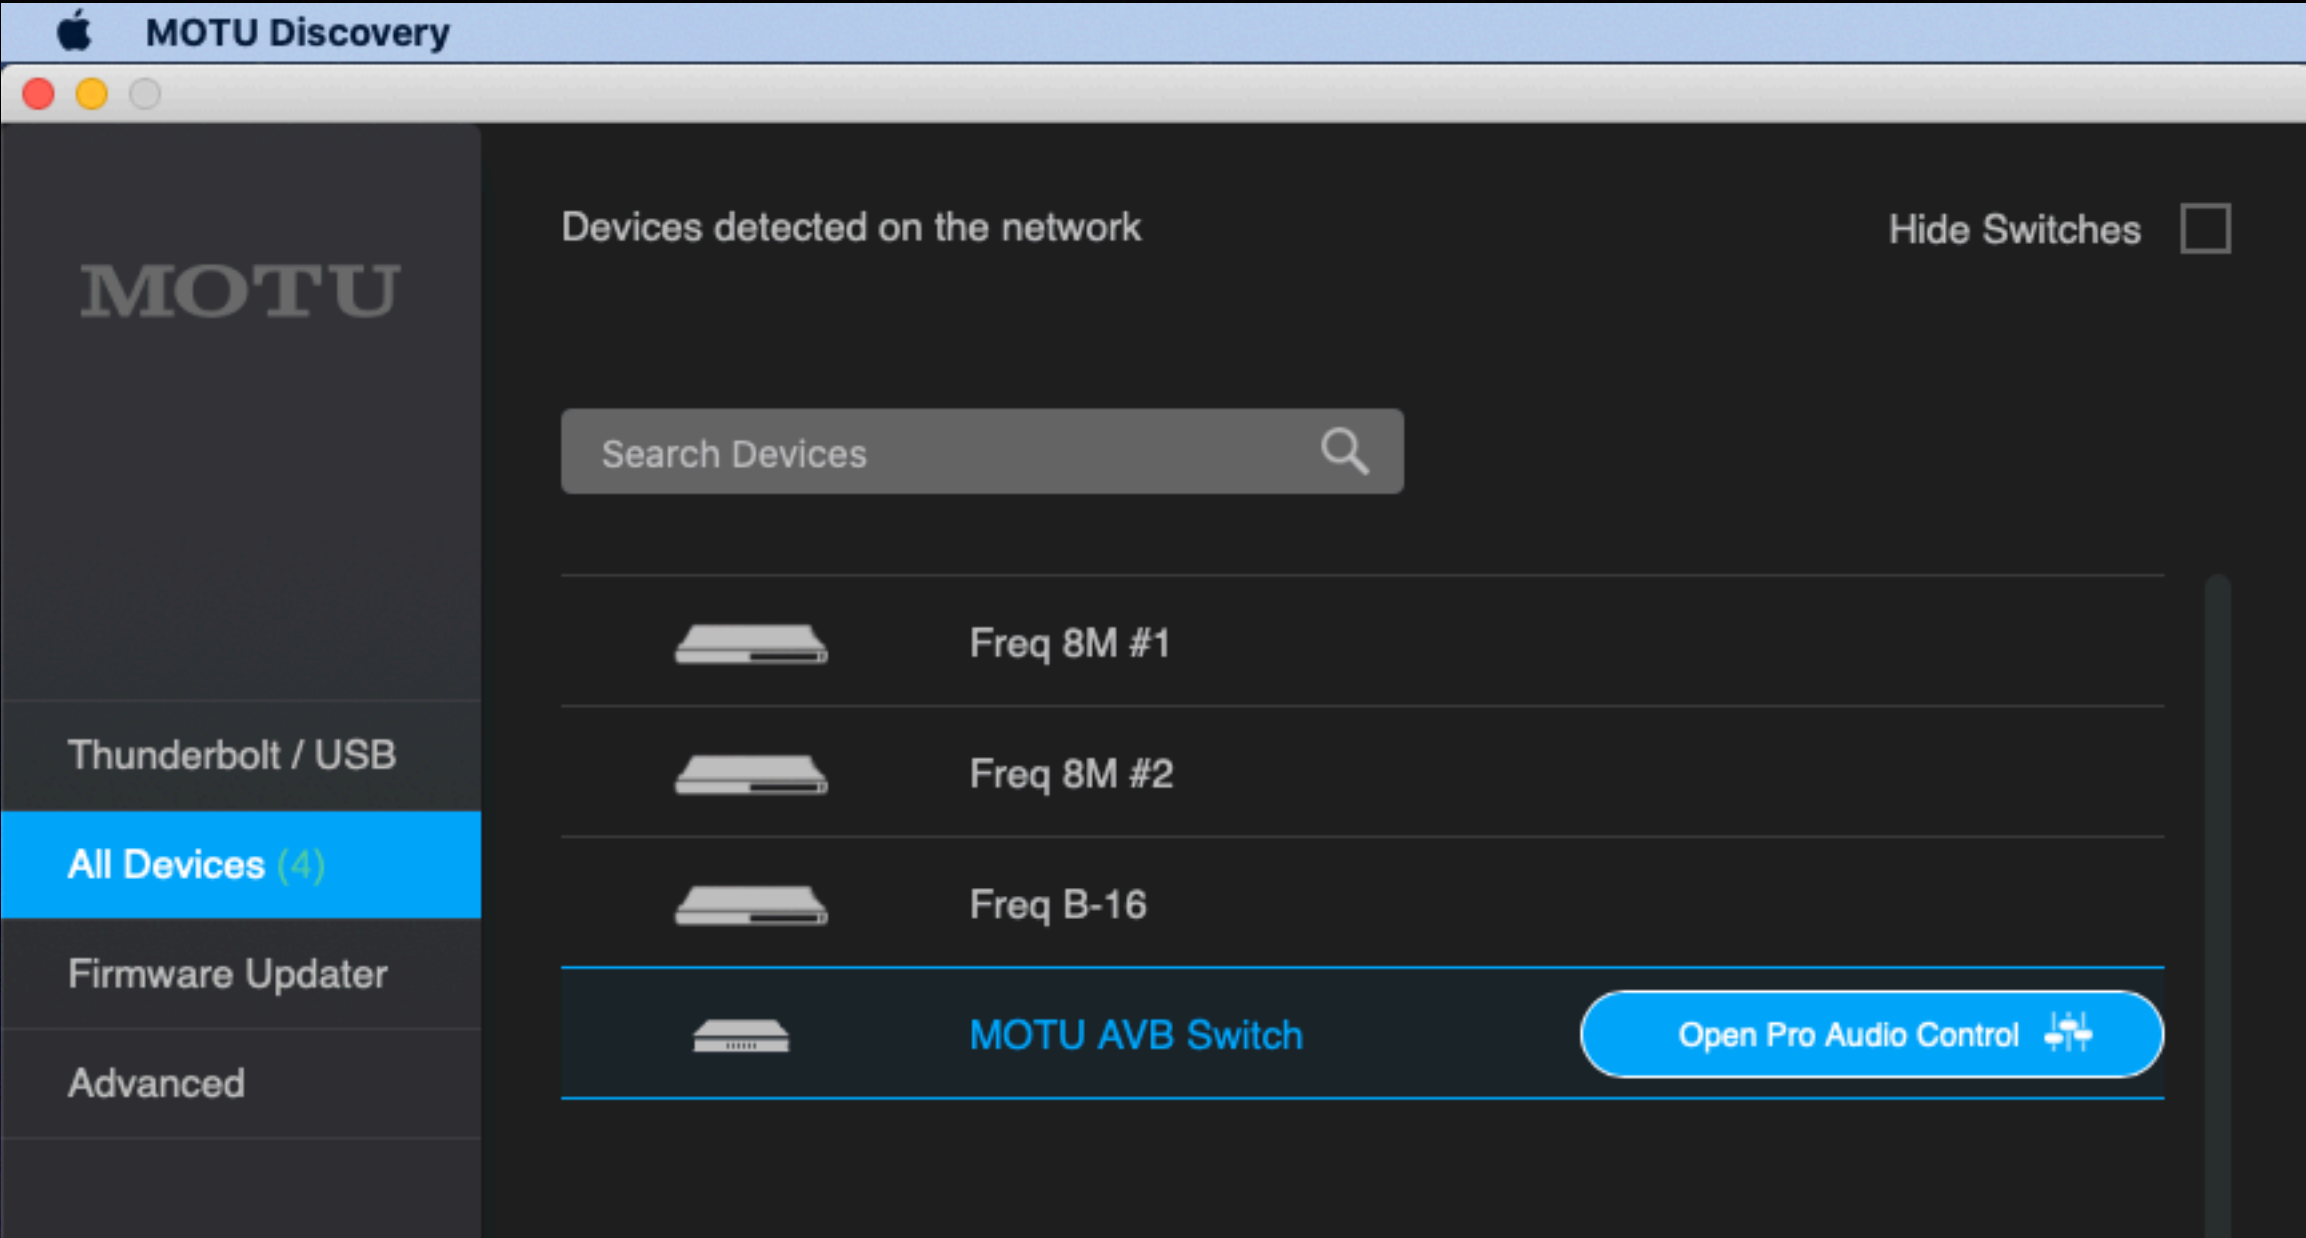 MOTU Discovery
Devices detected on the network
Hide Switches
MOTU
Search Devices
Freq 8M #1
Freq 8M #2
Thunderbolt / USB
All Devices (4)
Freq B-16
Firmware Updater
MOTU AVB Switch
Open Pro Audio Control
Advanced